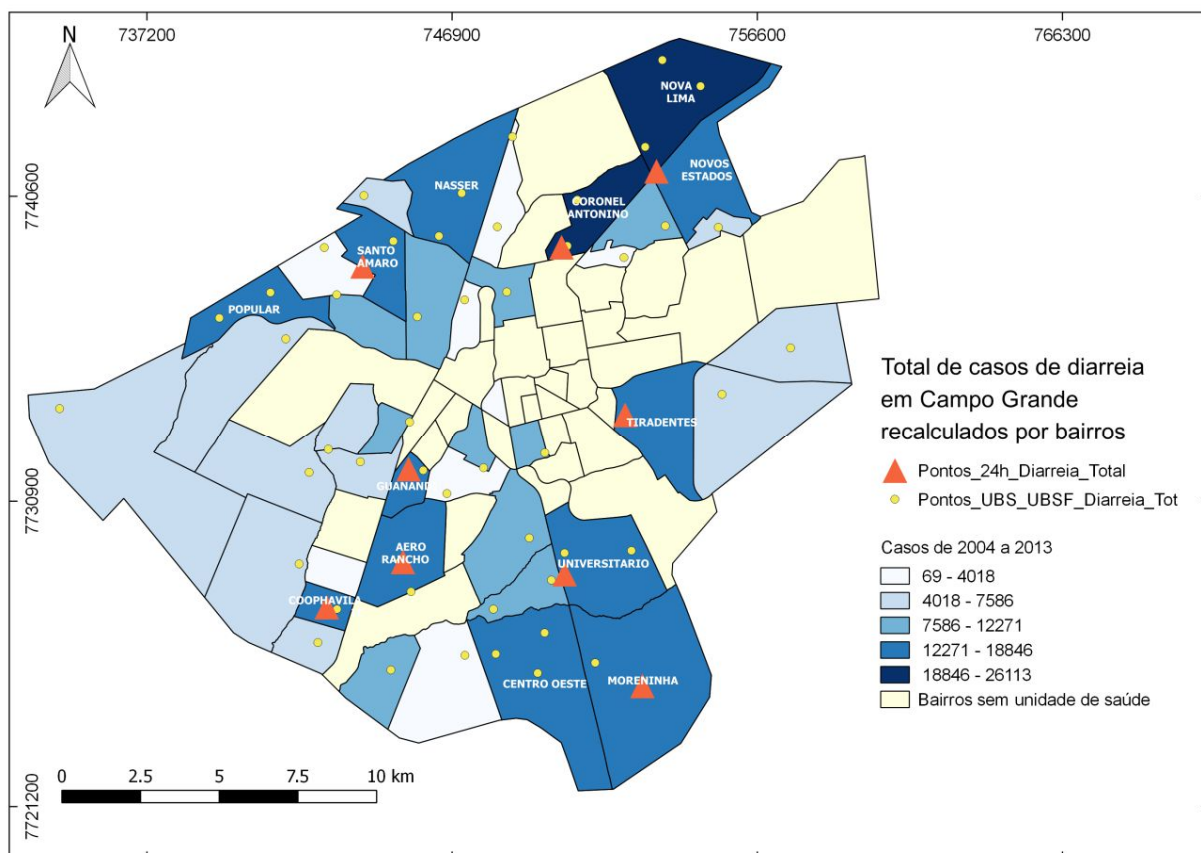 737200
746900
756600
766300
N
7740600
7730900
7721200
NOVA
LIMA
NOVOS
ESTADOS
NASSER
CORONEL
ANTONINO
SANTO
AMARO
POPULAR
TIRADENTES
GUANANDI
AERO
RANCHO
UNIVERSITARIO
COOPHAVILA
CENTRO OESTE
MORENINHA
Total de casos de diarreia
em Campo Grande
recalculados por bairros
Pontos_24h_Diarreia_Total
Pontos_UBS_UBSF_Diarreia_Tot
Casos de 2004 a 2013
69 - 4018
4018 - 7586
7586 - 12271
12271 - 18846
18846 - 26113
Bairros sem unidade de saúde
0 2.5 5 7.5 10 km